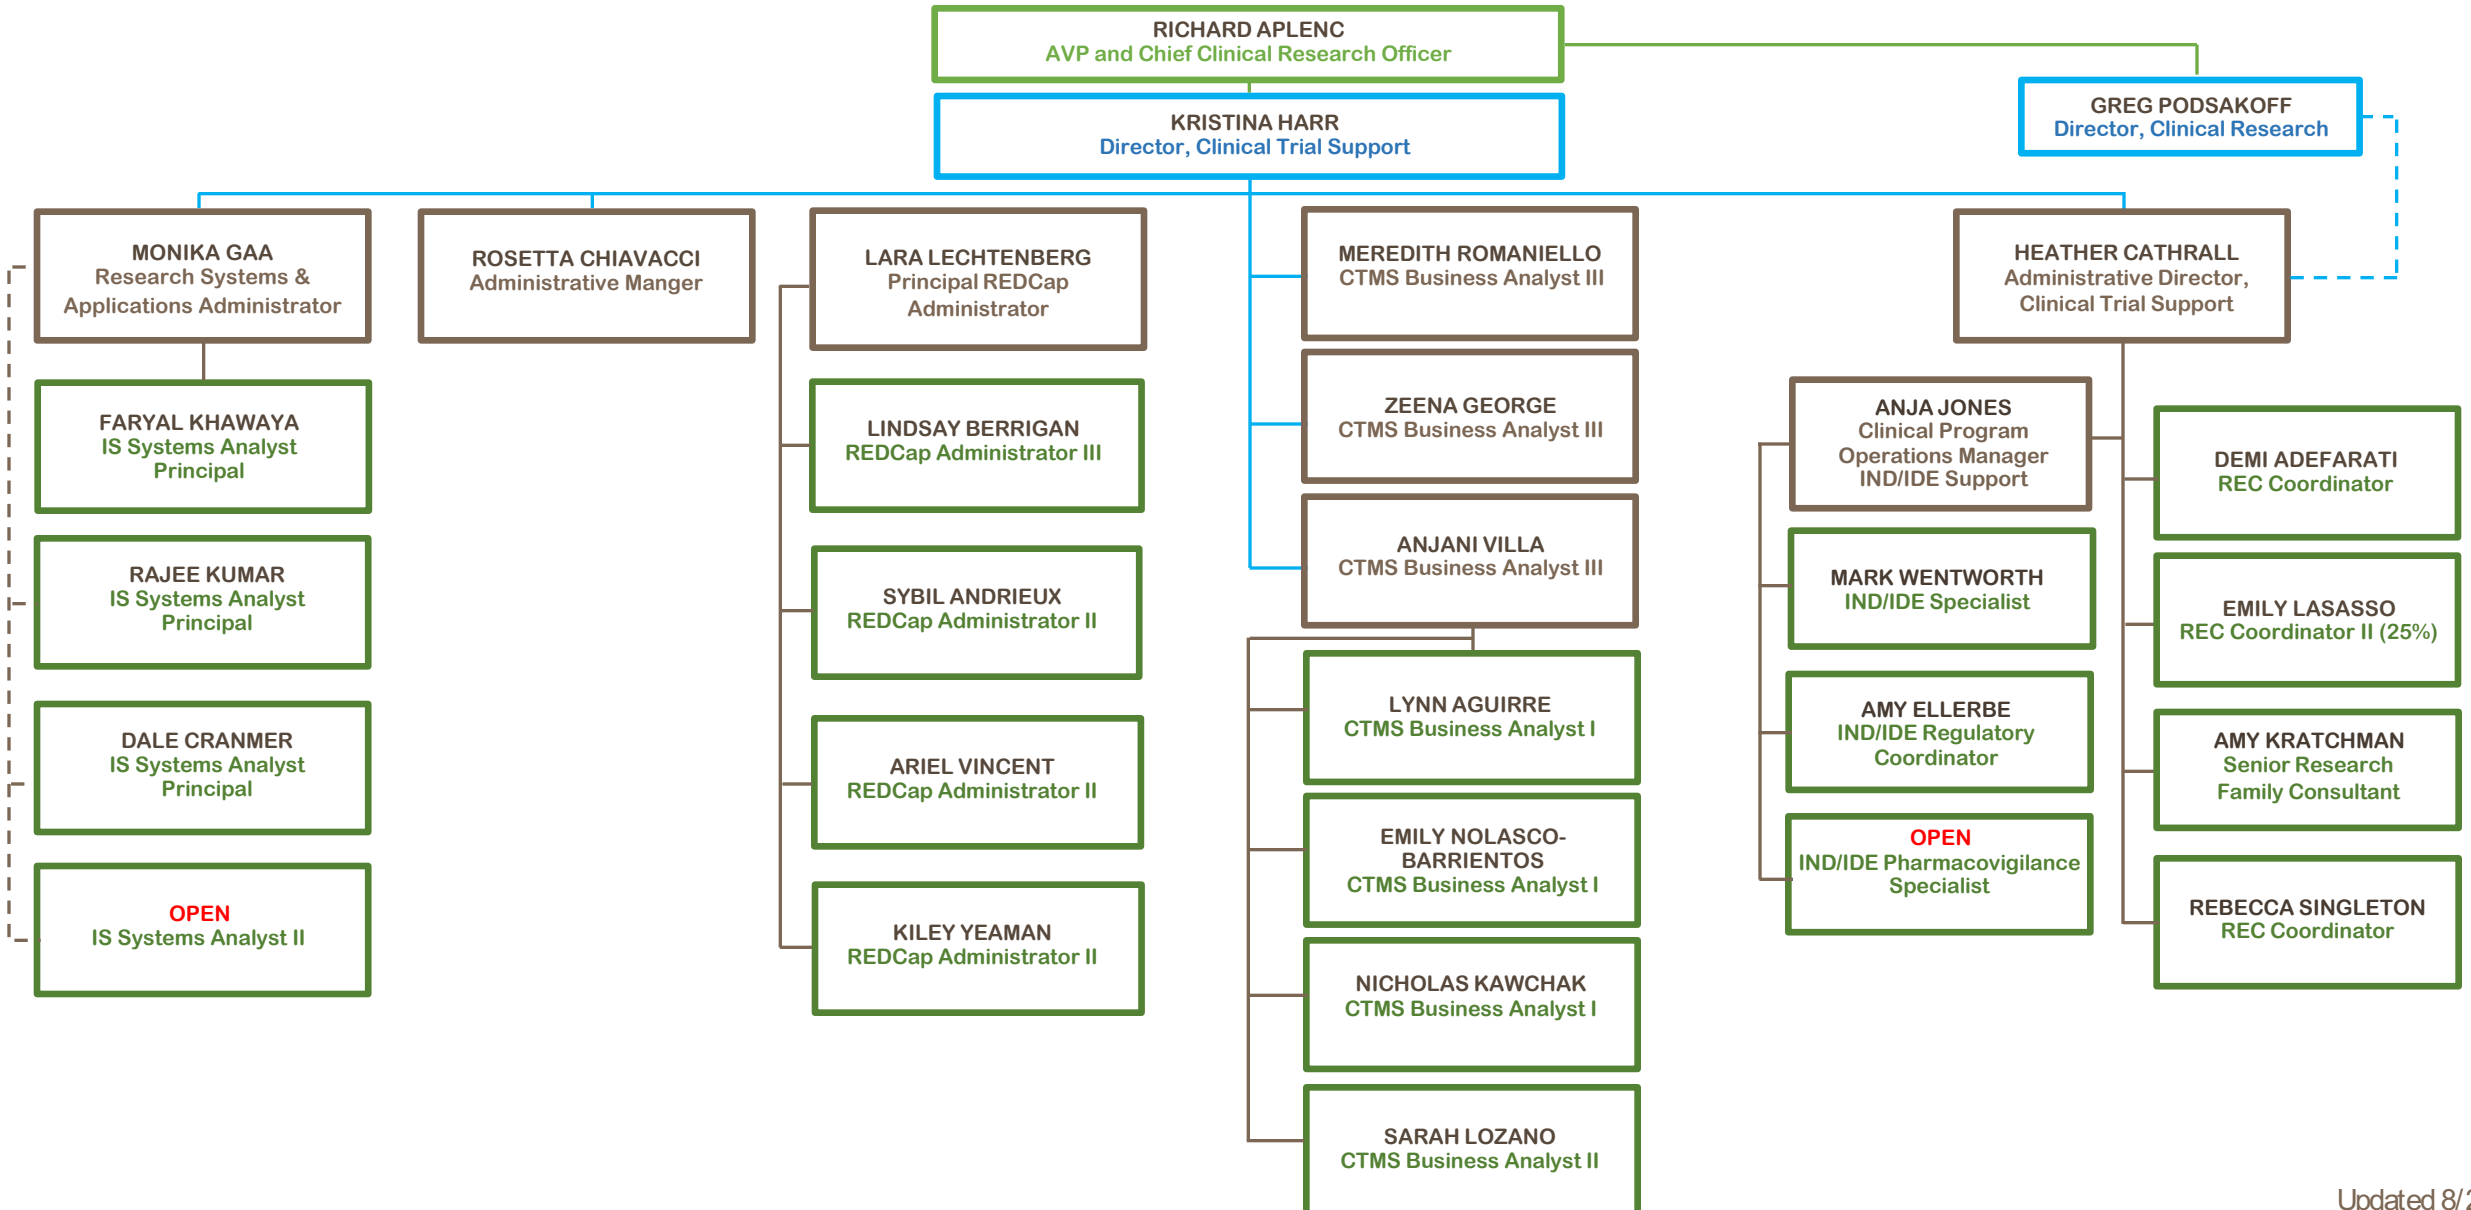 RICHARD APLENC
AVP and Chief Clinical Research Officer
GREG PODSAKOFF
Director, Clinical Research
KRISTINA HARR
Director, Clinical Trial Support
MONIKA GAA
Research Systems &
Applications Administrator
ROSETTA CHIAVACCI
Administrative Manger
LARA LECHTENBERG
Principal REDCap
Administrator
MEREDITH ROMANIELLO
CTMS Business Analyst III
HEATHER CATHRALL
Administrative Director,
Clinical Trial Support
FARYAL KHAWAYA
IS Systems Analyst
Principal
RAJEE KUMAR
IS Systems Analyst
Principal
DALE CRANMER
IS Systems Analyst
Principal
OPEN
IS Systems Analyst II
LINDSAY BERRIGAN
REDCap Administrator III
SYBIL ANDRIEUX
REDCap Administrator II
ARIEL VINCENT
REDCap Administrator II
KILEY YEAMAN
REDCap Administrator II
ZEENA GEORGE
CTMS Business Analyst III
ANJANI VILLA
CTMS Business Analyst III
LYNN AGUIRRE
CTMS Business Analyst I
EMILY NOLASCO-
BARRIENTOS
CTMS Business Analyst I
NICHOLAS KAWCHAK
CTMS Business Analyst I
SARAH LOZANO
CTMS Business Analyst II
ANJA JONES
Clinical Program
Operations Manager
IND/IDE Support
MARK WENTWORTH
IND/IDE Specialist
AMY ELLERBE
IND/IDE Regulatory
Coordinator
OPEN
IND/IDE Pharmacovigilance
Specialist
DEMI ADEFARATI
REC Coordinator
EMILY LASASSO
REC Coordinator II (25%)
AMY KRATCHMAN
Senior Research
Family Consultant
REBECCA SINGLETON
REC Coordinator
Updated 8/2